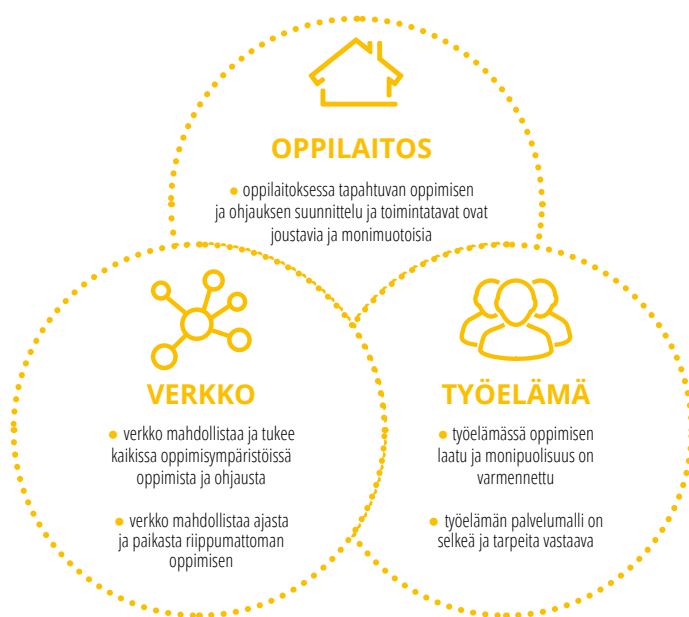 OPPILAITOS
• oppilaitoksessa tapahtuvan oppimisen
ja ohjauksen suunnittelu ja toimintatavat ovat
joustavia ja monimuotoisia
VERKKO
• verkko mahdollistaa ja tukee
kaikissa oppimisympäristöissä
oppimista ja ohjausta
• verkko mahdollistaa ajasta
ja paikasta riippumattoman
oppimisen
TYÖELÄMÄ
• työelämässä oppimisen
laatu ja monipuolisuus on
varmennettu
• työelämän palvelumalli on
selkeä ja tarpeita vastaava